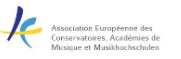 Association Européenne des
Conservatoires, Académies de
Musique et Musikhochschulen